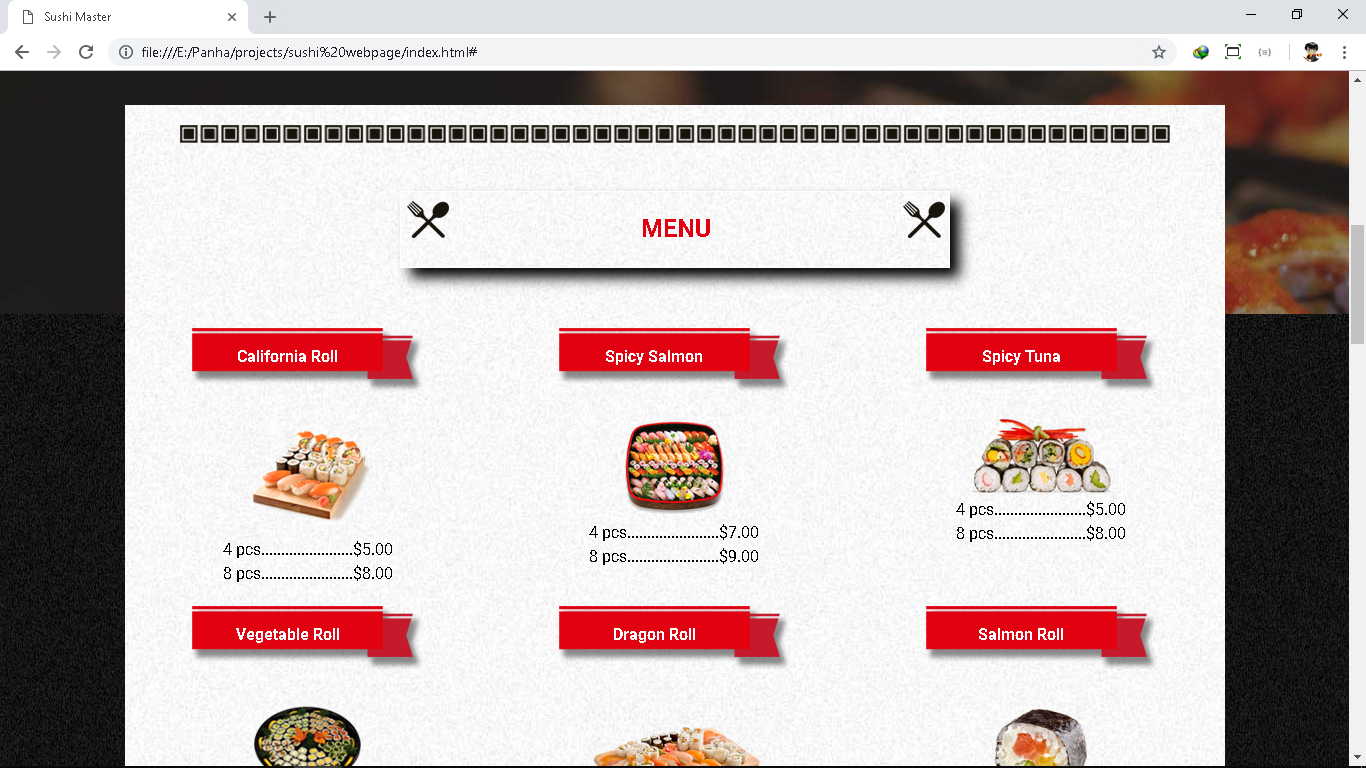 Sushi Master
file:///E:/Panha/projects/sushi%20webpage/index.html#
MENU
California Roll
Spicy Salmon
Spicy Tuna
4 pcs.......................$5.00
8 pcs.......................$8.00
4 pcs.......................$7.00
8 pcs.......................$9.00
4 pcs.......................$5.00
8 pcs.......................$8.00
Vegetable Roll
Dragon Roll
Salmon Roll